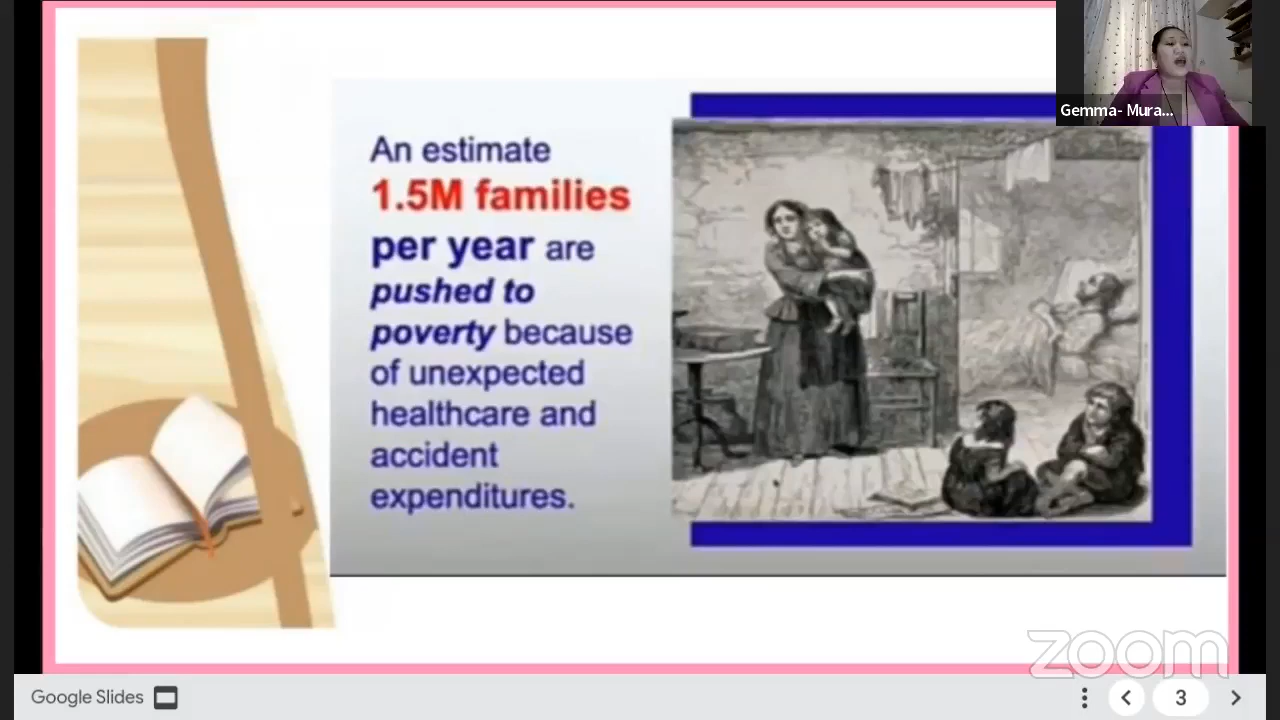 Gemma- Mura...
An estimate
1.5M families
per year are
pushed to
poverty because
of unexpected
healthcare and
accident
expenditures.
zoom
Google Slides
3